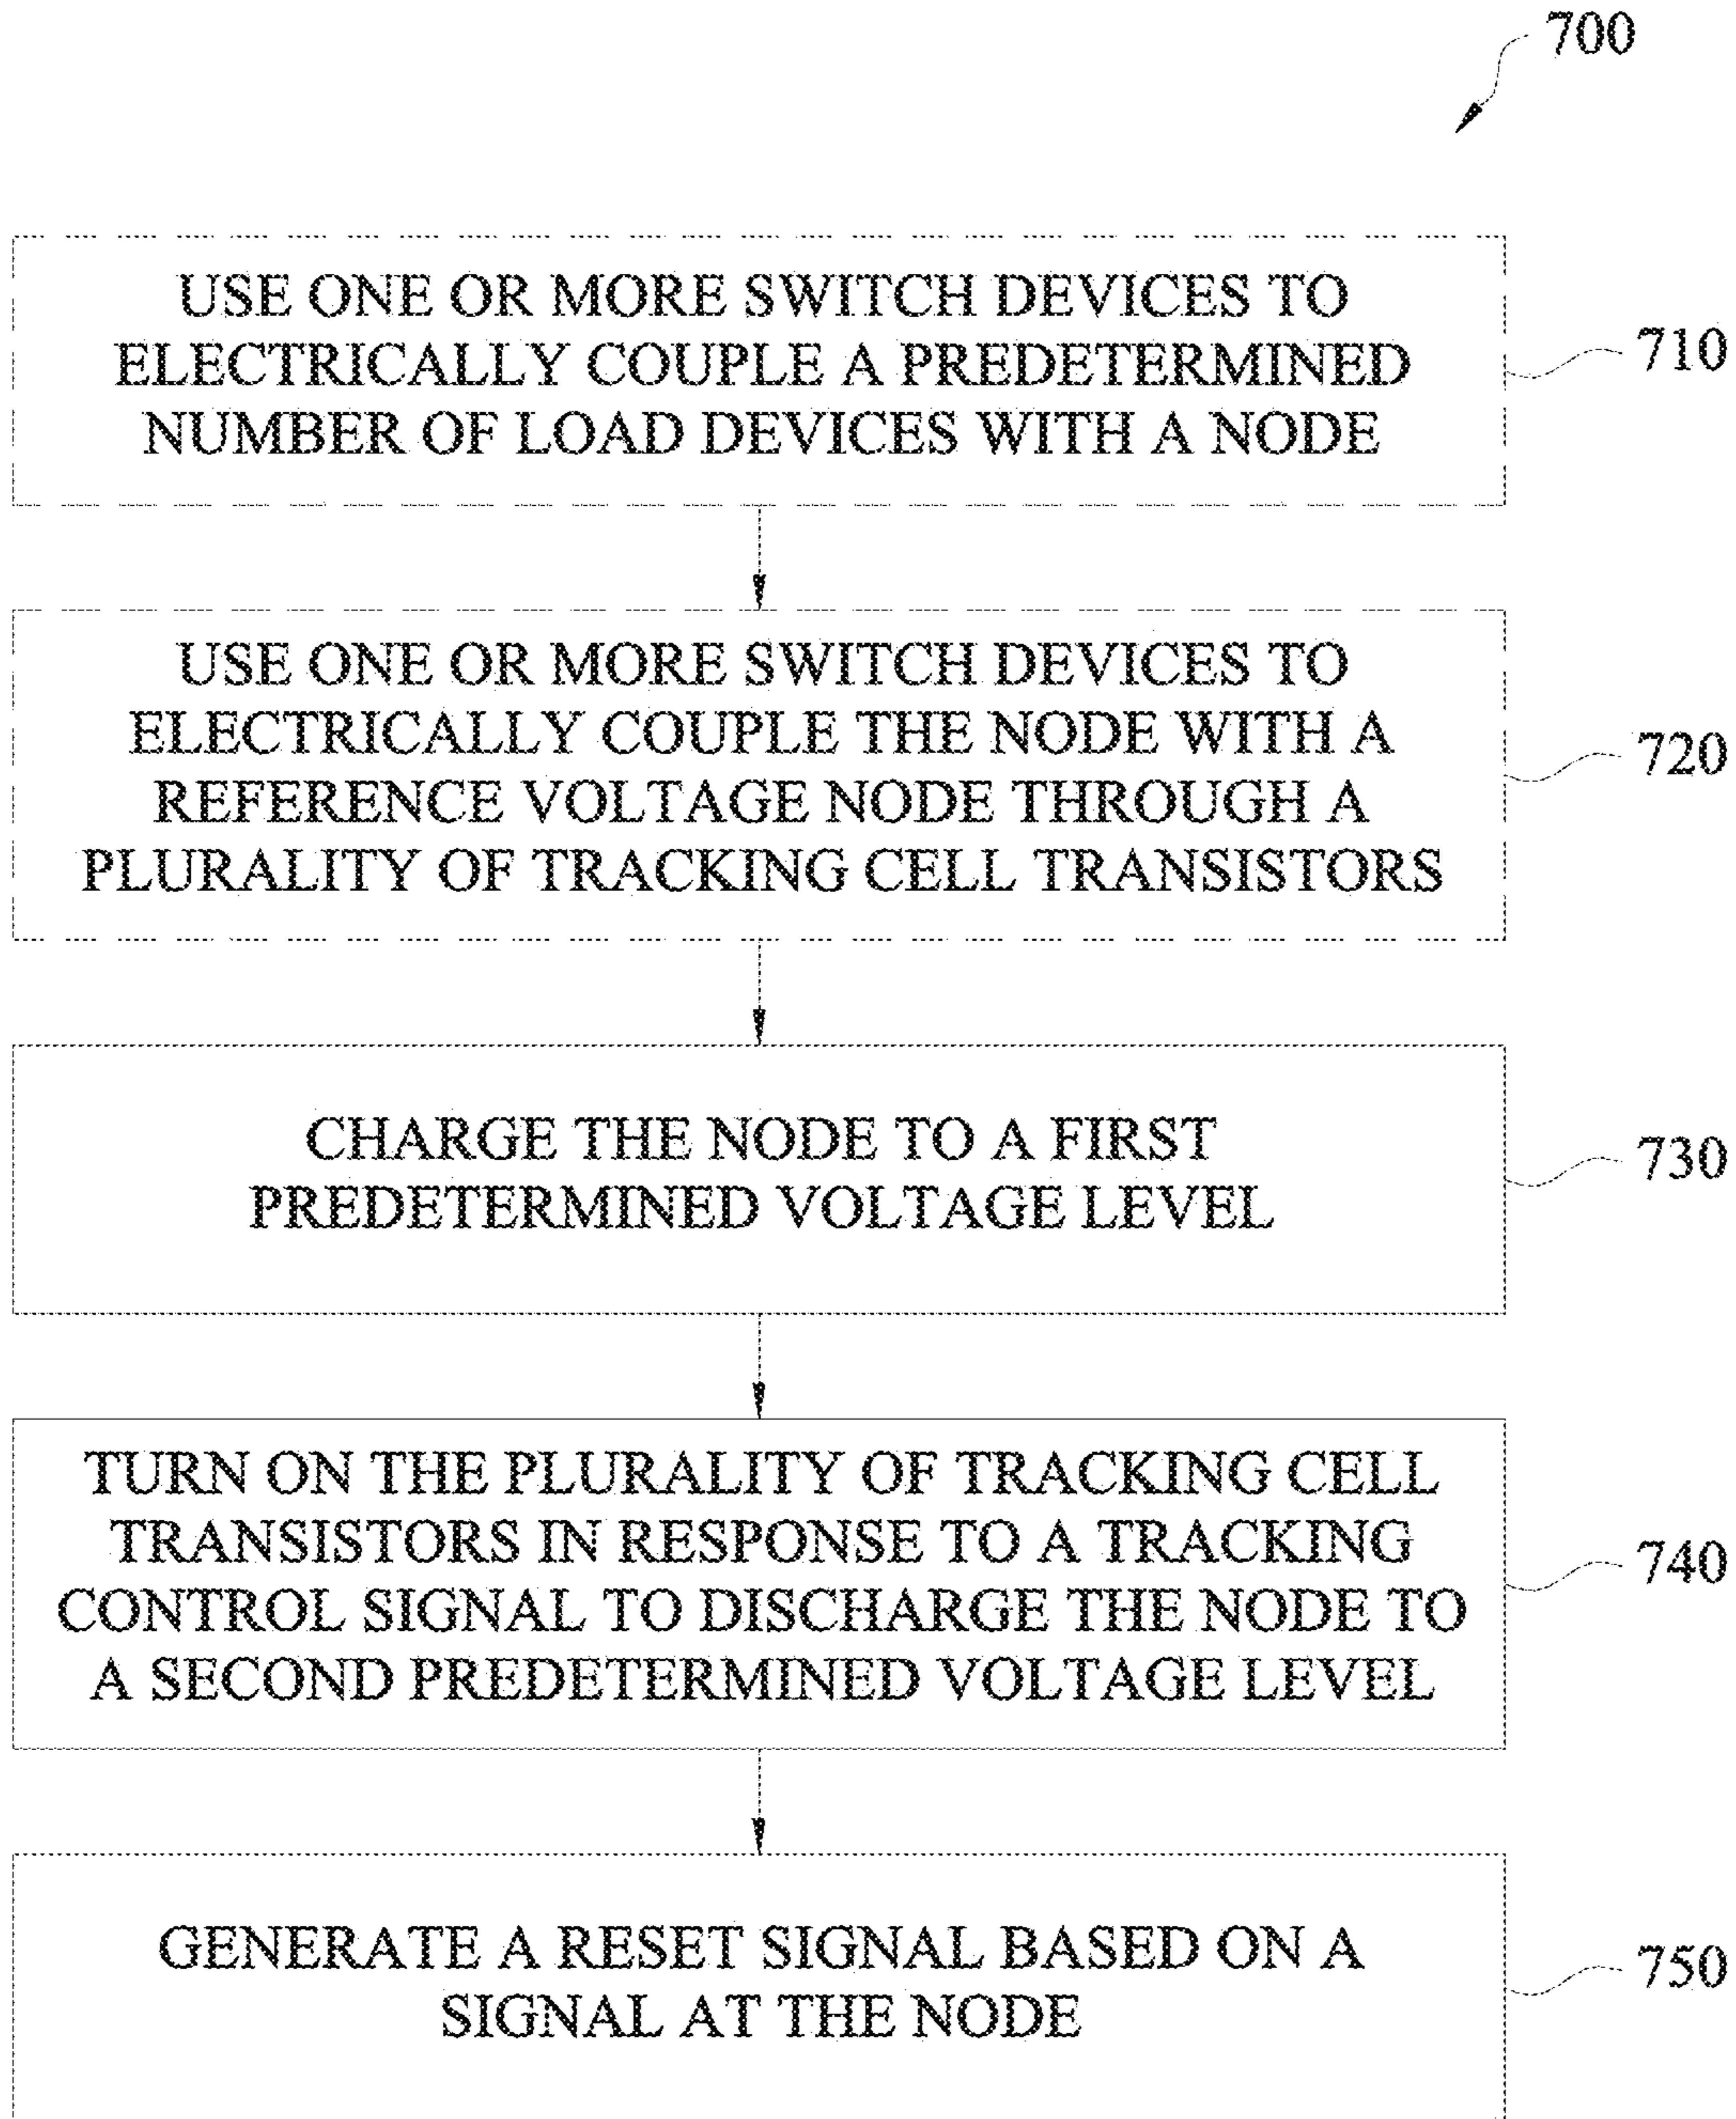 700
USE ONE OR MORE SWITCH DEVICES TO
ELECTRICALLY COUPLE A PREDETERMINED
NUMBER OF LOAD DEVICES WITH A NODE
710
USE ONE OR MORE SWITCH DEVICES TO
ELECTRICALLY COUPLE THE NODE WITH A
REFERENCE VOLTAGE NODE THROUGH A
PLURALITY OF TRACKING CELL TRANSISTORS
720
CHARGE THE NODE TO A FIRST
PREDETERMINED VOLTAGE LEVEL
730
TURN ON THE PLURALITY OF TRACKING CELL
TRANSISTORS IN RESPONSE TO A TRACKING
CONTROL SIGNAL TO DISCHARGE THE NODE TO
A SECOND PREDETERMINED VOLTAGE LEVEL
740
GENERATE A RESET SIGNAL BASED ON A
SIGNAL AT THE NODE
750